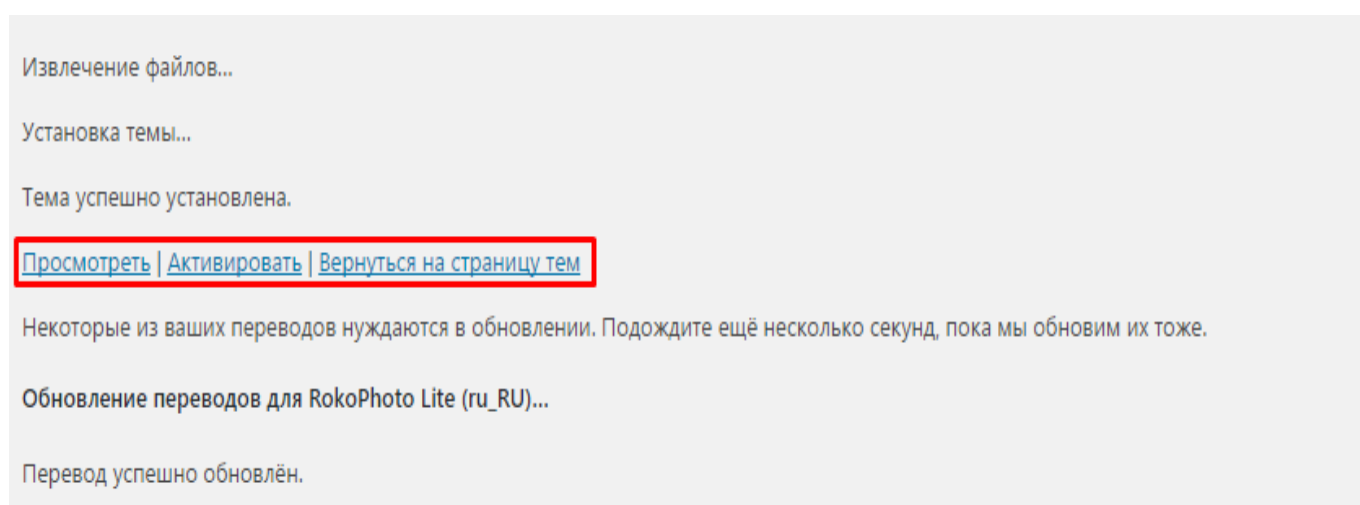 Извлечение файлов...
Установка темы...
Тема успешно установлена.
Просмотреть | Активировать | Вернуться на страницу тем
Некоторые из ваших переводов нуждаются в обновлении. Подождите ещё несколько секунд, пока мы обновим их тоже.
Обновление переводов для RokoPhoto Lite (ru_RU)...
Перевод успешно обновлён.